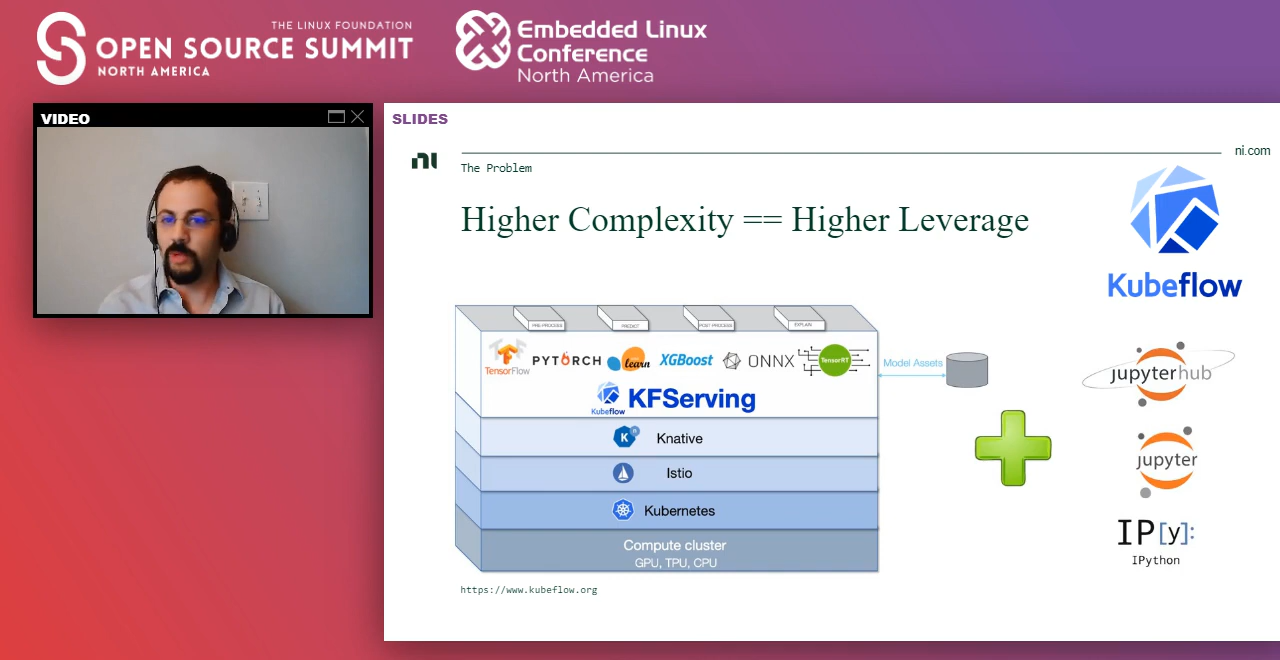 THE LINUX FOUNDATION
OPEN SOURCE SUMMIT
NORTH AMERICA
Embedded Linux
Conference
North America
VIDEO
SLIDES
ni
ni.com
The Problem
Higher Complexity == Higher Leverage
Kubeflow
PRE-PROCESS
PREDICT
POST-PROCESS
EXPLAIN
TensorFlow
PYTORCH
learn
XGBoost
ONNX
TensorRT
Kubeflow
KFServing
Model Assets
K
n
Knative
Istio
Kubernetes
Compute cluster
GPU, TPU, CPU
https://www.kubeflow.org
jupyterhub
jupyter
IP[y]:
IPython